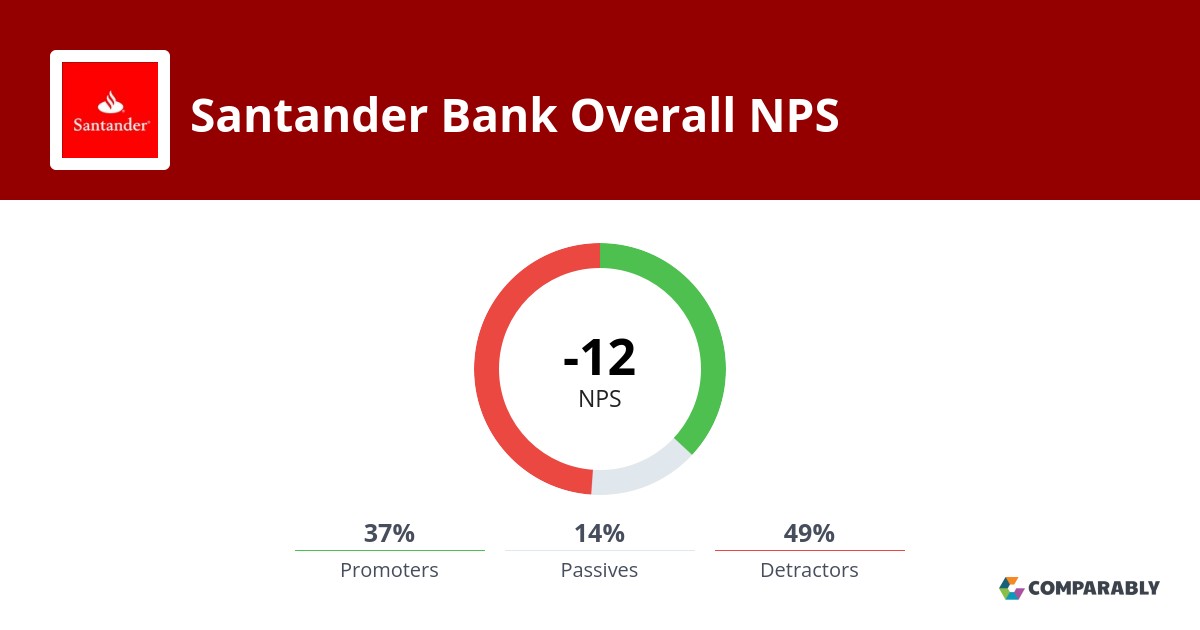 Santander
Santander Bank Overall NPS
-12
NPS
37%
14%
49%
Promoters
Passives
Detractors
COMPARABLY